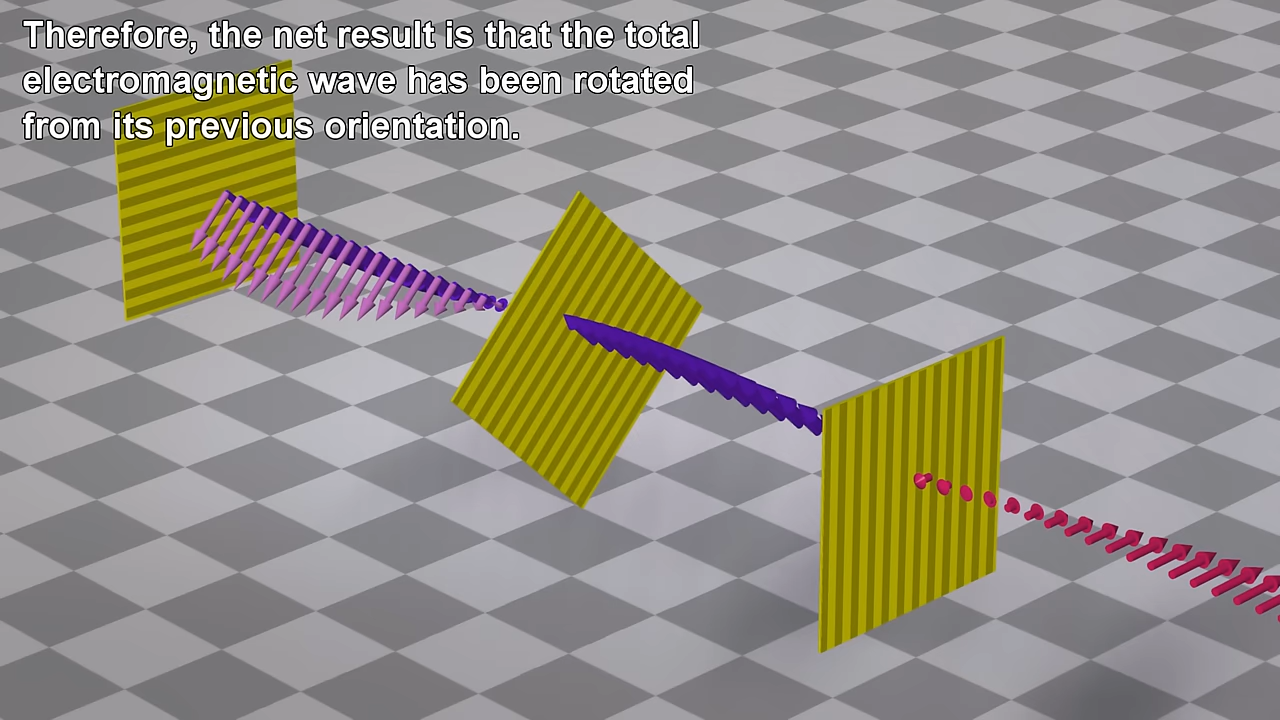 Therefore, the net result is that the total
electromagnetic wave has been rotated
from its previous orientation.